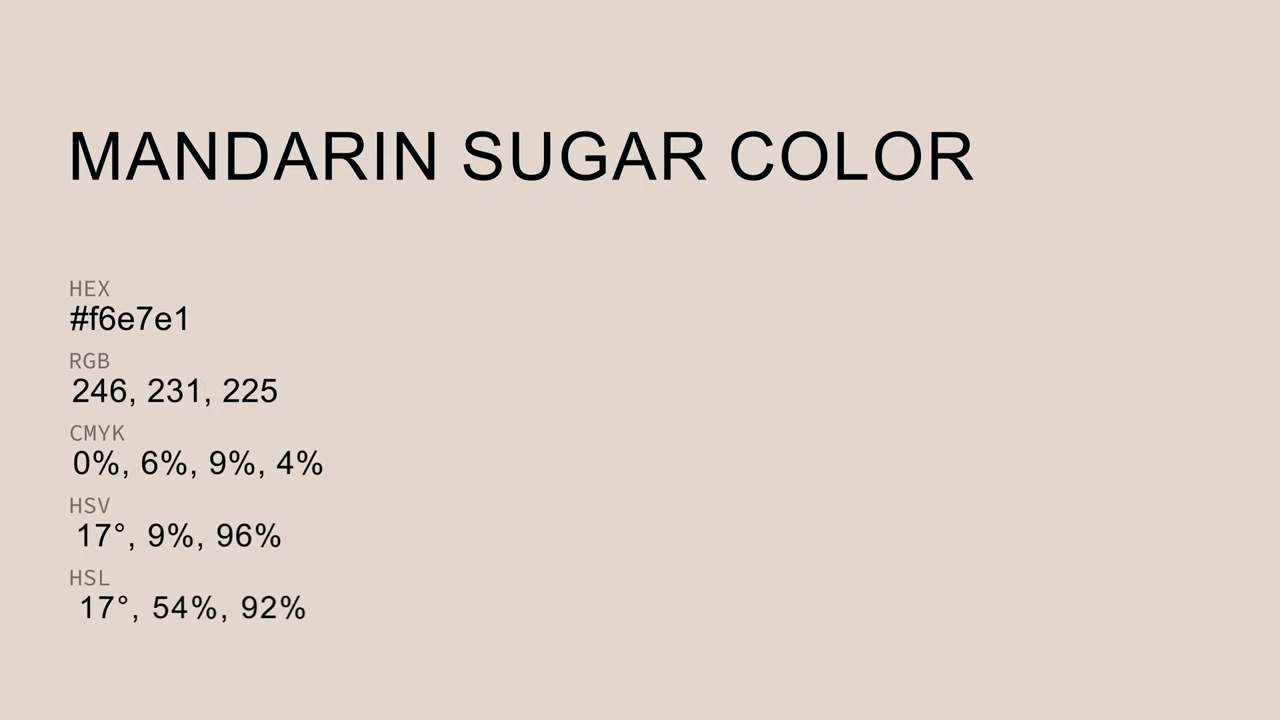 MANDARIN SUGAR COLOR
HEX
#f6e7e1
RGB
246, 231, 225
CMYK
0%, 6%, 9%, 4%
HSV
17°, 9%, 96%
HSL
17°, 54%, 92%